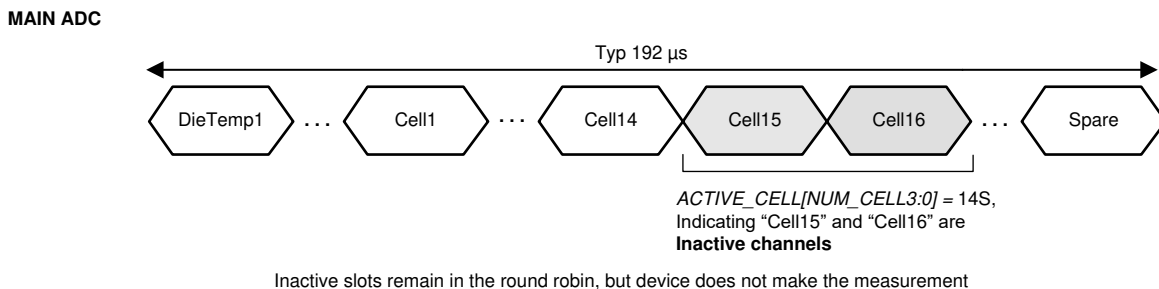 MAIN ADC
Typ 192 µs
DieTemp1 ... Cell1 ... Cell14 Cell15 Cell16 ... Spare
ACTIVE_CELL[NUM_CELL3:0] = 14S,
Indicating “Cell15” and “Cell16” are
Inactive channels
Inactive slots remain in the round robin, but device does not make the measurement